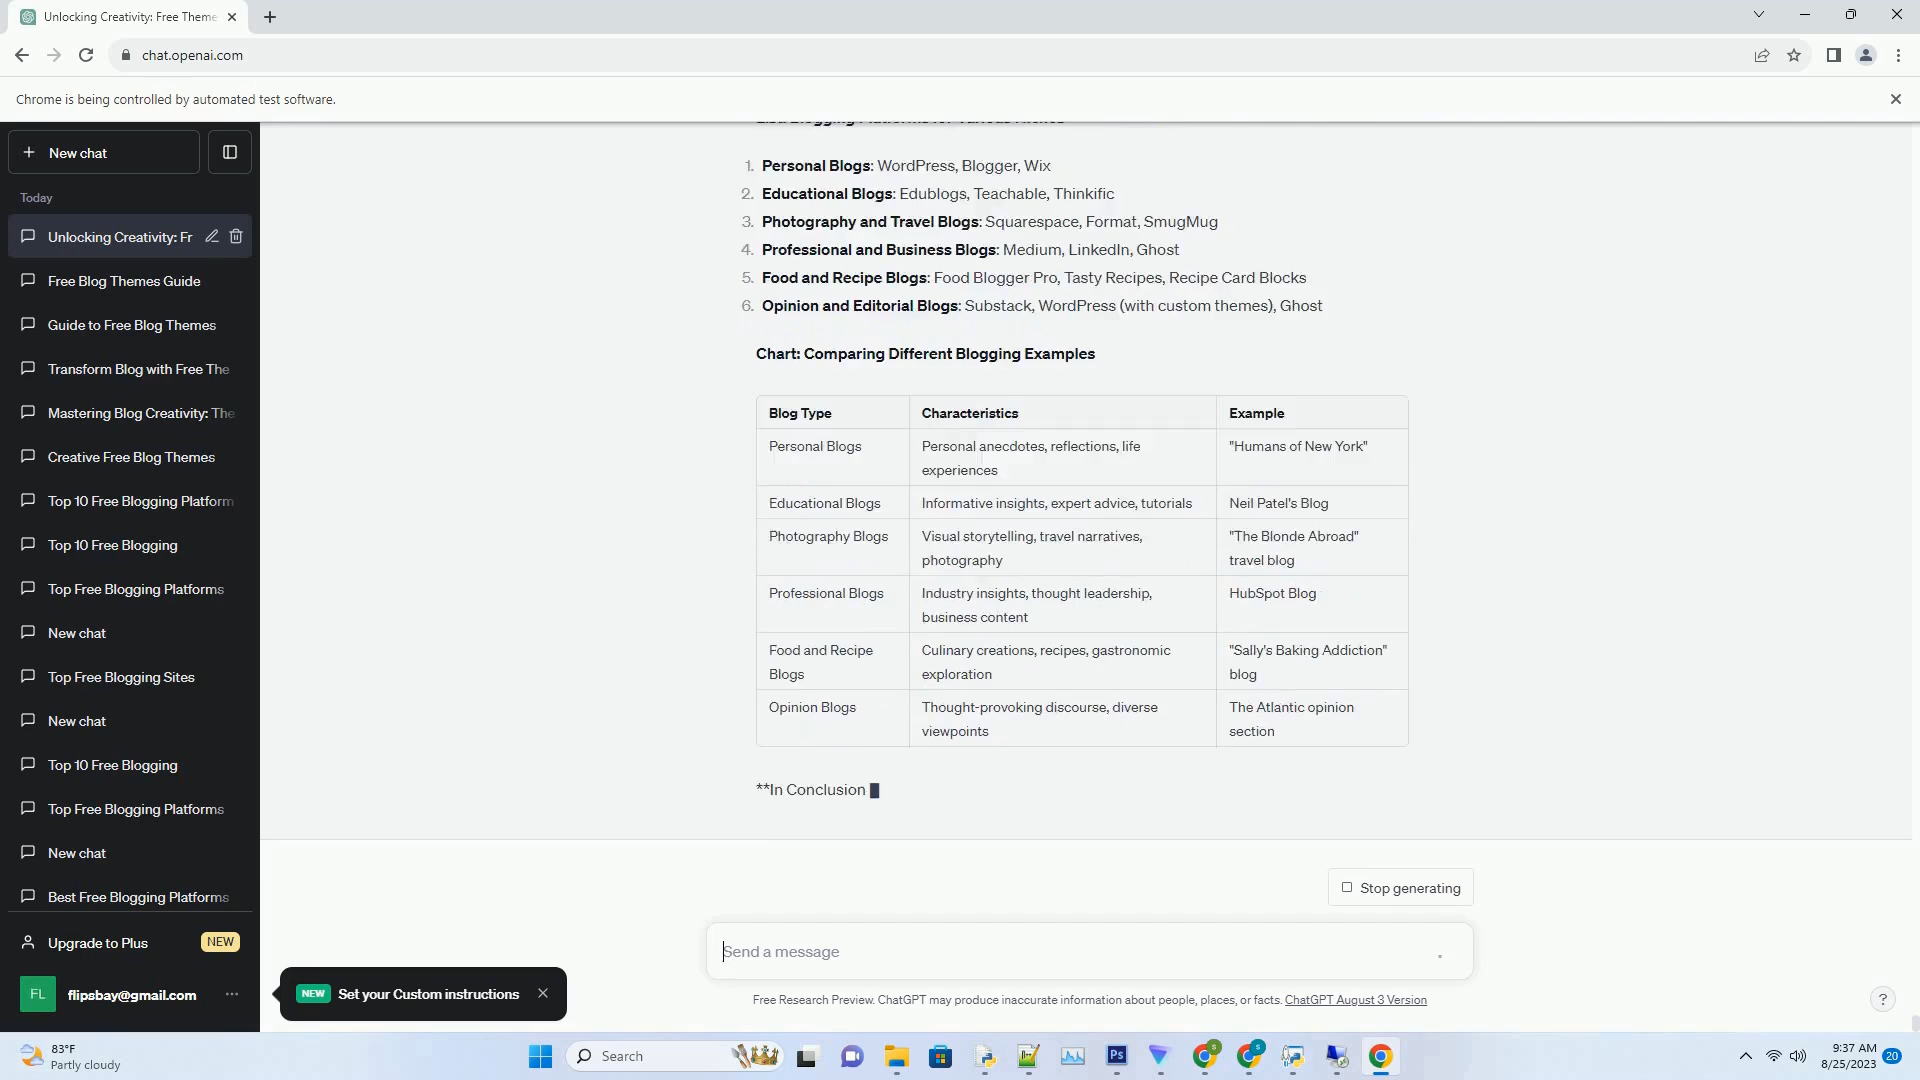 Unlocking Creativity: Free Theme
chat.openai.com
Chrome is being controlled by automated test software.
New chat
Today
Unlocking Creativity: Fr
Free Blog Themes Guide
Guide to Free Blog Themes
Transform Blog with Free The
Mastering Blog Creativity: The
Creative Free Blog Themes
Top 10 Free Blogging Platform
Top 10 Free Blogging
Top Free Blogging Platforms
New chat
Top Free Blogging Sites
New chat
Top 10 Free Blogging
Top Free Blogging Platforms
New chat
Best Free Blogging Platforms
Upgrade to Plus NEW
FL flipsbay@gmail.com
NEW Set your Custom instructions
1. Personal Blogs: WordPress, Blogger, Wix
2. Educational Blogs: Edublogs, Teachable, Thinkific
3. Photography and Travel Blogs: Squarespace, Format, SmugMug
4. Professional and Business Blogs: Medium, LinkedIn, Ghost
5. Food and Recipe Blogs: Food Blogger Pro, Tasty Recipes, Recipe Card Blocks
6. Opinion and Editorial Blogs: Substack, WordPress (with custom themes), Ghost
Chart: Comparing Different Blogging Examples
Blog Type Characteristics Example
Personal Blogs Personal anecdotes, reflections, life "Humans of New York"
experiences
Educational Blogs Informative insights, expert advice, tutorials Neil Patel's Blog
Photography Blogs Visual storytelling, travel narratives, "The Blonde Abroad"
photography travel blog
Professional Blogs Industry insights, thought leadership, HubSpot Blog
business content
Food and Recipe Culinary creations, recipes, gastronomic "Sally's Baking Addiction"
Blogs exploration blog
Opinion Blogs Thought-provoking discourse, diverse The Atlantic opinion
viewpoints section
**In Conclusion
Stop generating
Send a message
Free Research Preview. ChatGPT may produce inaccurate information about people, places, or facts. ChatGPT August 3 Version
?
83°F
Partly cloudy
Search
Ps
S
S
9:37 AM
8/25/2023
20